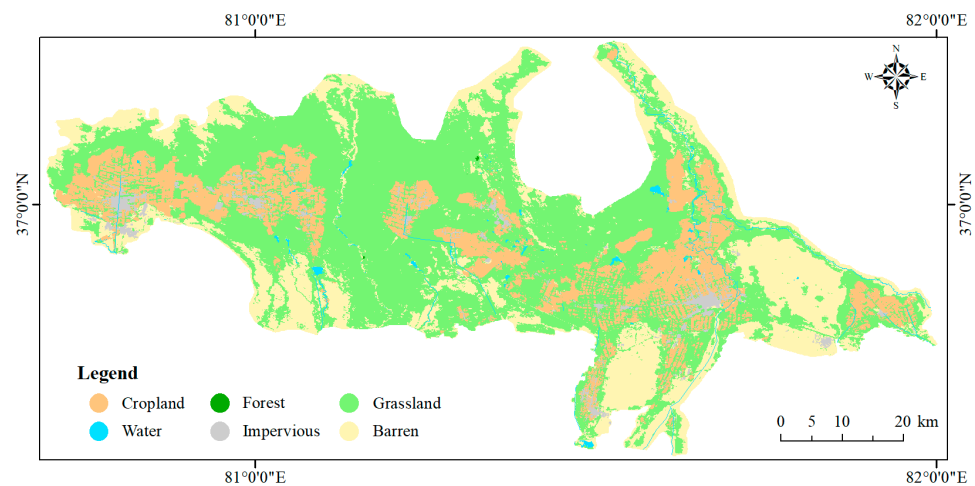 81°0'0"E 82°0'0"E
N
W E
S
37°0'0"N 37°0'0"N
Legend
Cropland Forest Grassland
Water Impervious Barren
0 5 10 20 km
81°0'0"E 82°0'0"E